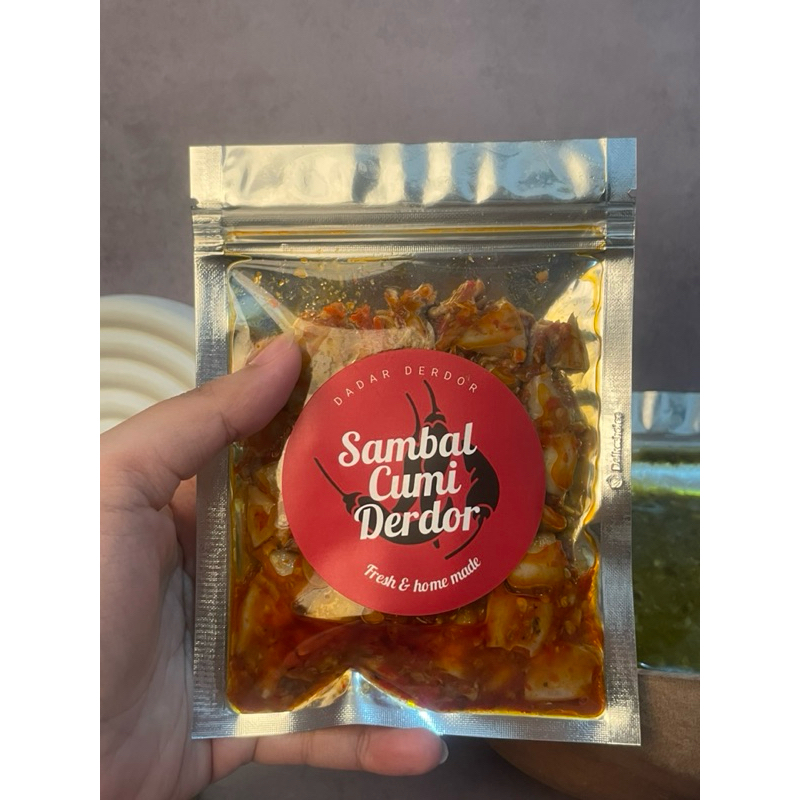 DADAR DERDOR
Sambal
Cumi
Derdor
Fresh & home made